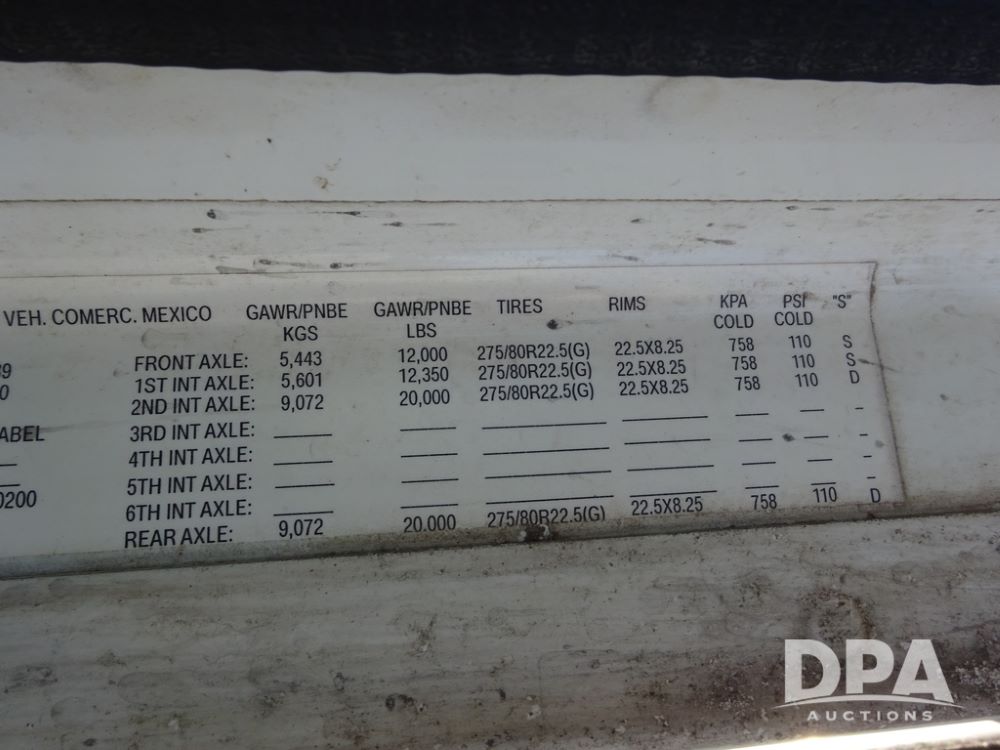 VEH. COMERC. MEXICO GAWR/PNBE KGS GAWR/PNBE LBS TIRES RIMS KPA COLD PSI COLD "S"
FRONT AXLE: 5,443 12,000 275/80R22.5(G) 22.5X8.25 758 110 S
1ST INT AXLE: 5,601 12,350 275/80R22.5(G) 22.5X8.25 758 110 S
2ND INT AXLE: 9,072 20,000 275/80R22.5(G) 22.5X8.25 758 110 D
ABEL 3RD INT AXLE:
4TH INT AXLE:
5TH INT AXLE:
0200 6TH INT AXLE:
REAR AXLE: 9,072 20,000 275/80R22.5(G) 22.5X8.25 758 110 D
DPA
AUCTIONS